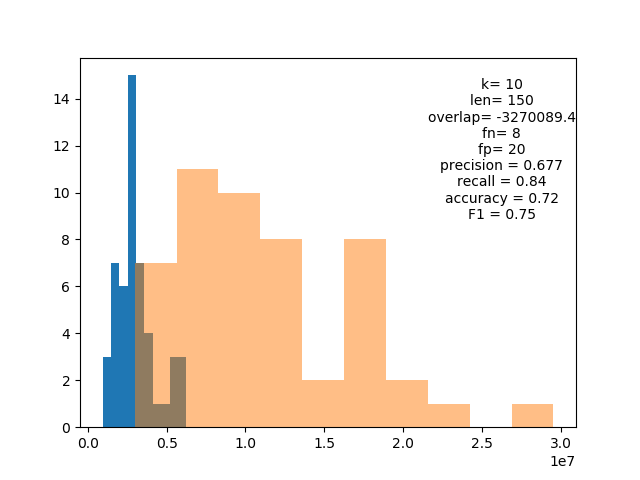 k= 10
len= 150
overlap= -3270089.4
fn= 8
fp= 20
precision = 0.677
recall = 0.84
accuracy = 0.72
F1 = 0.75
14
12
10
8
6
4
2
0
0.0 0.5 1.0 1.5 2.0 2.5 3.0
1e7